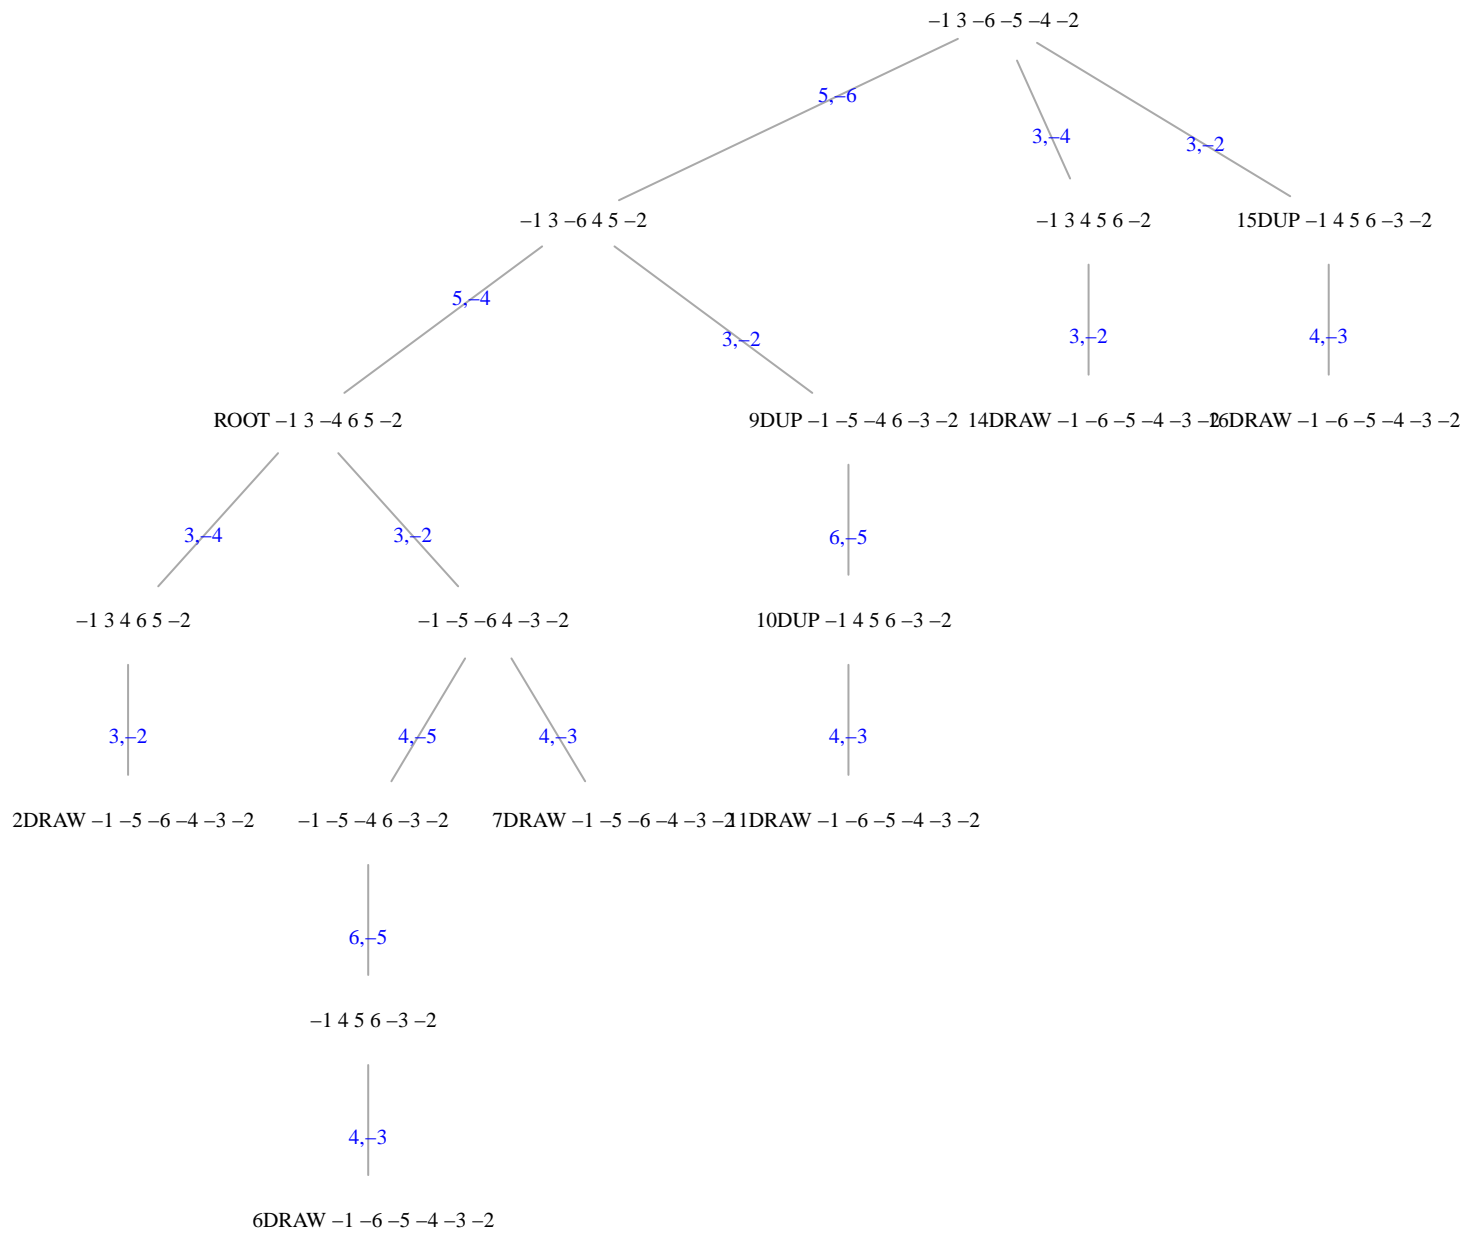 –1 3 –6 –5 –4 –2
5,–6
3,–4
3,–2
–1 3 –6 4 5 –2
–1 3 4 5 6 –2
15DUP –1 4 5 6 –3 –2
5,–4
3,–2
3,–2
4,–3
ROOT –1 3 –4 6 5 –2
9DUP –1 –5 –4 6 –3 –2
14DRAW –1 –6 –5 –4 –3 –2
16DRAW –1 –6 –5 –4 –3 –2
3,–4
3,–2
6,–5
–1 3 4 6 5 –2
–1 –5 –6 4 –3 –2
10DUP –1 4 5 6 –3 –2
3,–2
4,–5
4,–3
4,–3
2DRAW –1 –5 –6 –4 –3 –2
–1 –5 –4 6 –3 –2
7DRAW –1 –5 –6 –4 –3 –2
11DRAW –1 –6 –5 –4 –3 –2
6,–5
–1 4 5 6 –3 –2
4,–3
6DRAW –1 –6 –5 –4 –3 –2